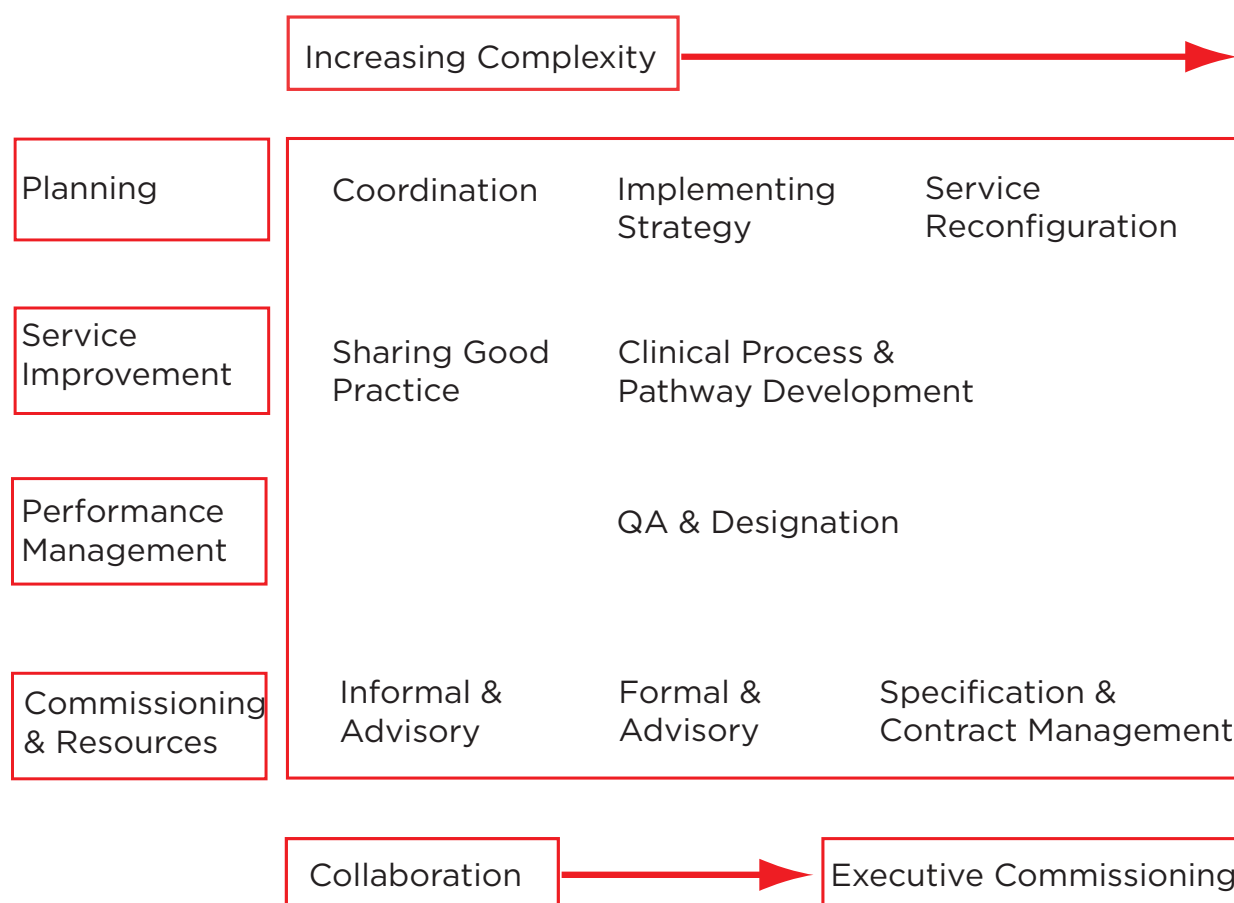 Increasing Complexity
Planning
Coordination
Implementing
Strategy
Service
Reconfiguration
Service
Improvement
Sharing Good
Practice
Clinical Process &
Pathway Development
Performance
Management
QA & Designation
Commissioning
& Resources
Informal &
Advisory
Formal &
Advisory
Specification &
Contract Management
Collaboration
Executive Commissioning